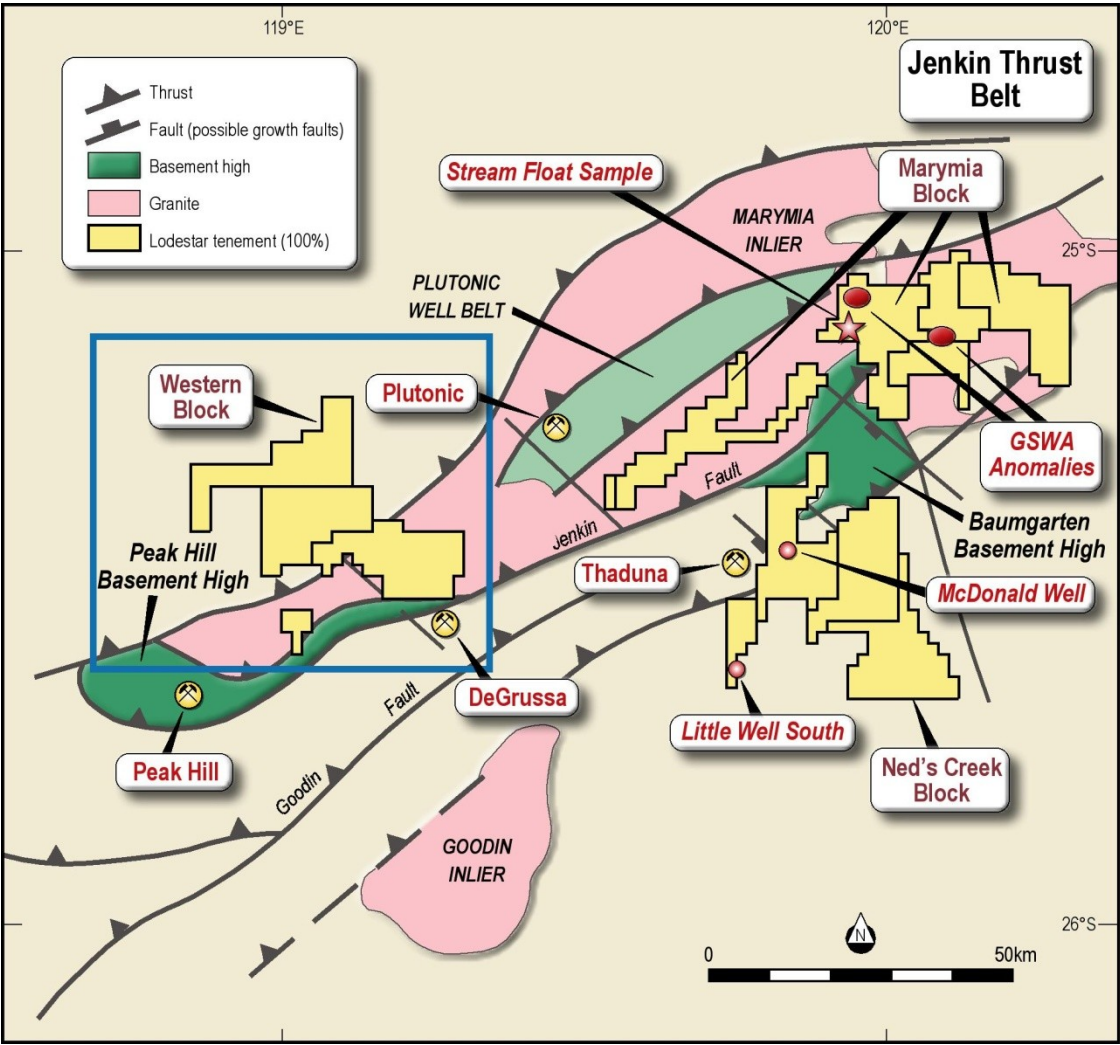 119°E
120°E
Jenkin Thrust
Belt
Thrust
Fault (possible growth faults)
Basement high
Granite
Lodestar tenement (100%)
Stream Float Sample
Marymia
Block
MARYMIA
INLIER
25°S
PLUTONIC
WELL BELT
Western
Block
Plutonic
GSWA
Anomalies
Fault
Jenkin
Baumgarten
Basement High
Peak Hill
Basement High
Thaduna
McDonald Well
DeGrussa
Fault
Little Well South
Peak Hill
Ned's Creek
Block
Goodin
GOODIN
INLIER
26°S
N
0
50km